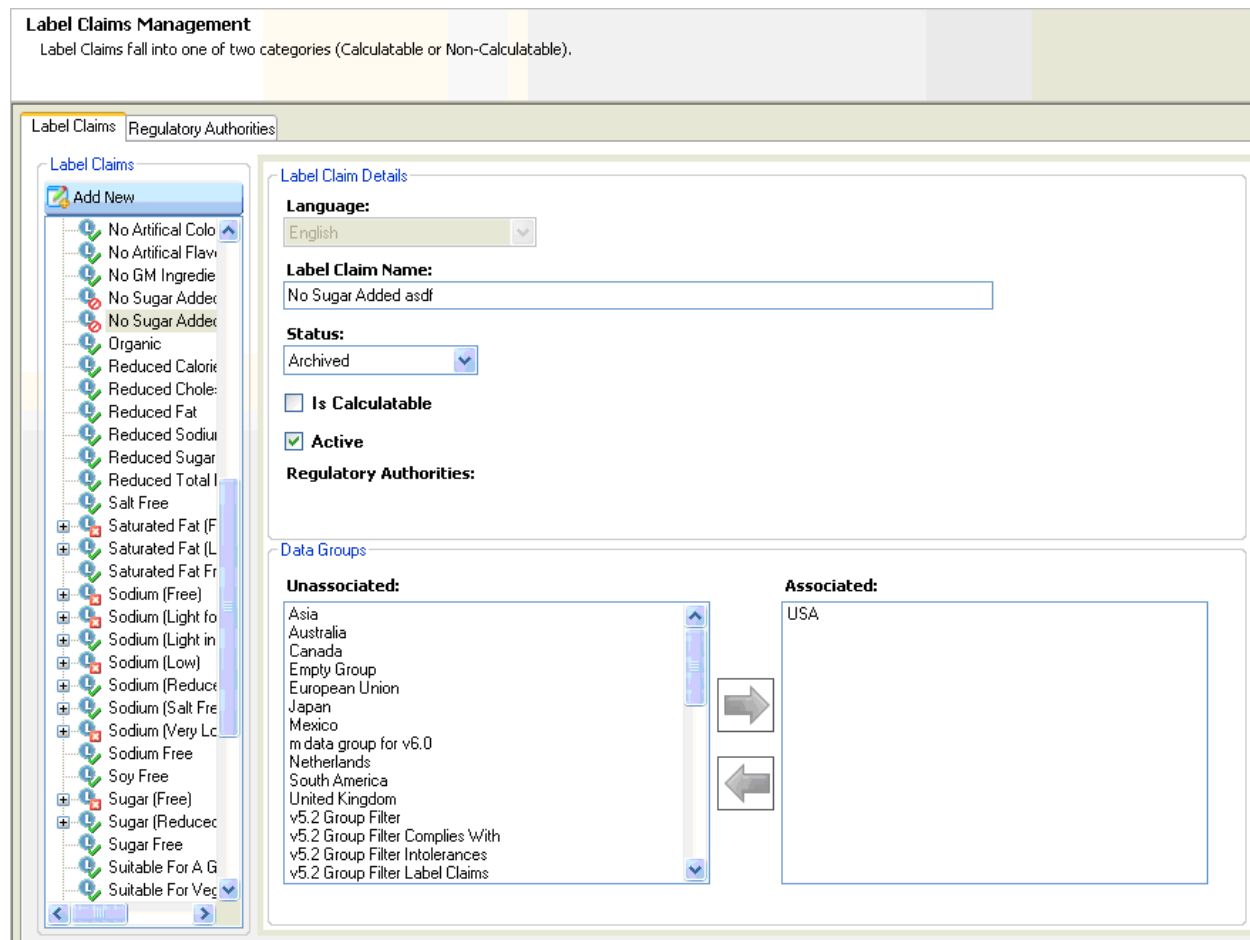 Label Claims Management
Label Claims fall into one of two categories (Calculatable or Non-Calculatable).
Label Claims
Regulatory Authorities
Label Claims
Add New
No Artifical Colo
No Artifical Flav
No GM Ingredie
No Sugar Added
No Sugar Added
Organic
Reduced Calorie
Reduced Choles
Reduced Fat
Reduced Sodiu
Reduced Sugar
Reduced Total
Salt Free
Saturated Fat (F
Saturated Fat (L
Saturated Fat Fr
Sodium (Free)
Sodium (Light fo
Sodium (Light in
Sodium (Low)
Sodium (Reduce
Sodium (Salt Fre
Sodium (Very Lo
Sodium Free
Soy Free
Sugar (Free)
Sugar (Reduced
Sugar Free
Suitable For A G
Suitable For Veg
Label Claim Details
Language:
English
Label Claim Name:
No Sugar Added asdf
Status:
Archived
Is Calculatable
Active
Regulatory Authorities:
Data Groups
Unassociated:
Asia
Australia
Canada
Empty Group
European Union
Japan
Mexico
m data group for v6.0
Netherlands
South America
United Kingdom
v5.2 Group Filter
v5.2 Group Filter Complies With
v5.2 Group Filter Intolerances
v5.2 Group Filter Label Claims
Associated:
USA